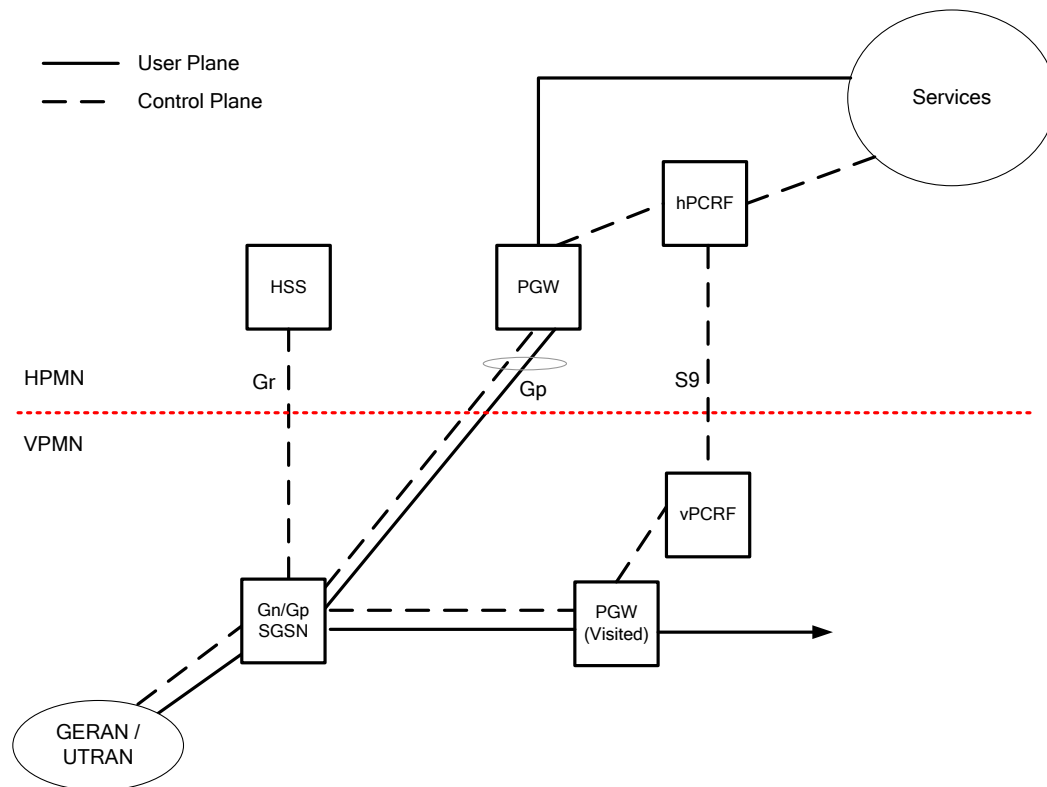 User Plane
Control Plane
Services
hPCRF
HSS
PGW
HPMN
Gr
Gp
S9
VPMN
vPCRF
Gn/Gp
SGSN
PGW
(Visited)
GERAN /
UTRAN